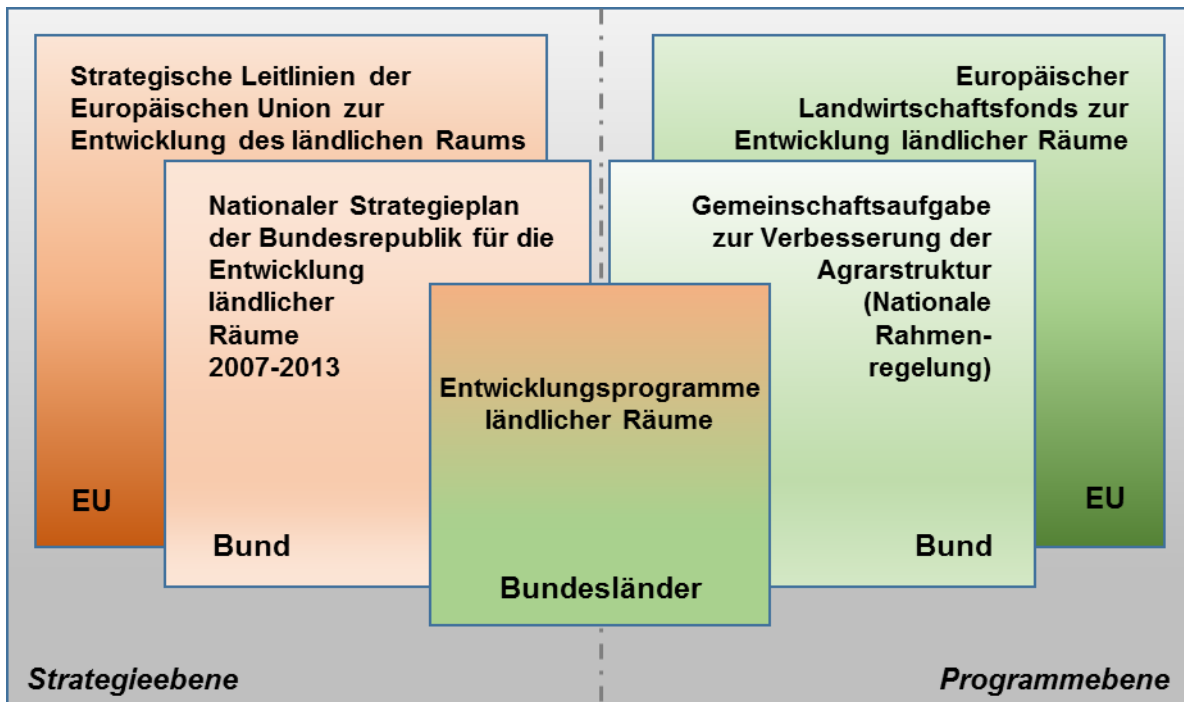 Strategische Leitlinien der
Europäischen Union zur
Entwicklung des ländlichen Raums
EU
Nationaler Strategieplan
der Bundesrepublik für die
Entwicklung
ländlicher
Räume
2007-2013
Bund
Entwicklungsprogramme
ländlicher Räume
Bundesländer
Europäischer
Landwirtschaftsfonds zur
Entwicklung ländlicher Räume
EU
Gemeinschaftsaufgabe
zur Verbesserung der
Agrarstruktur
(Nationale
Rahmen-
regelung)
Bund
Strategieebene
Programmebene